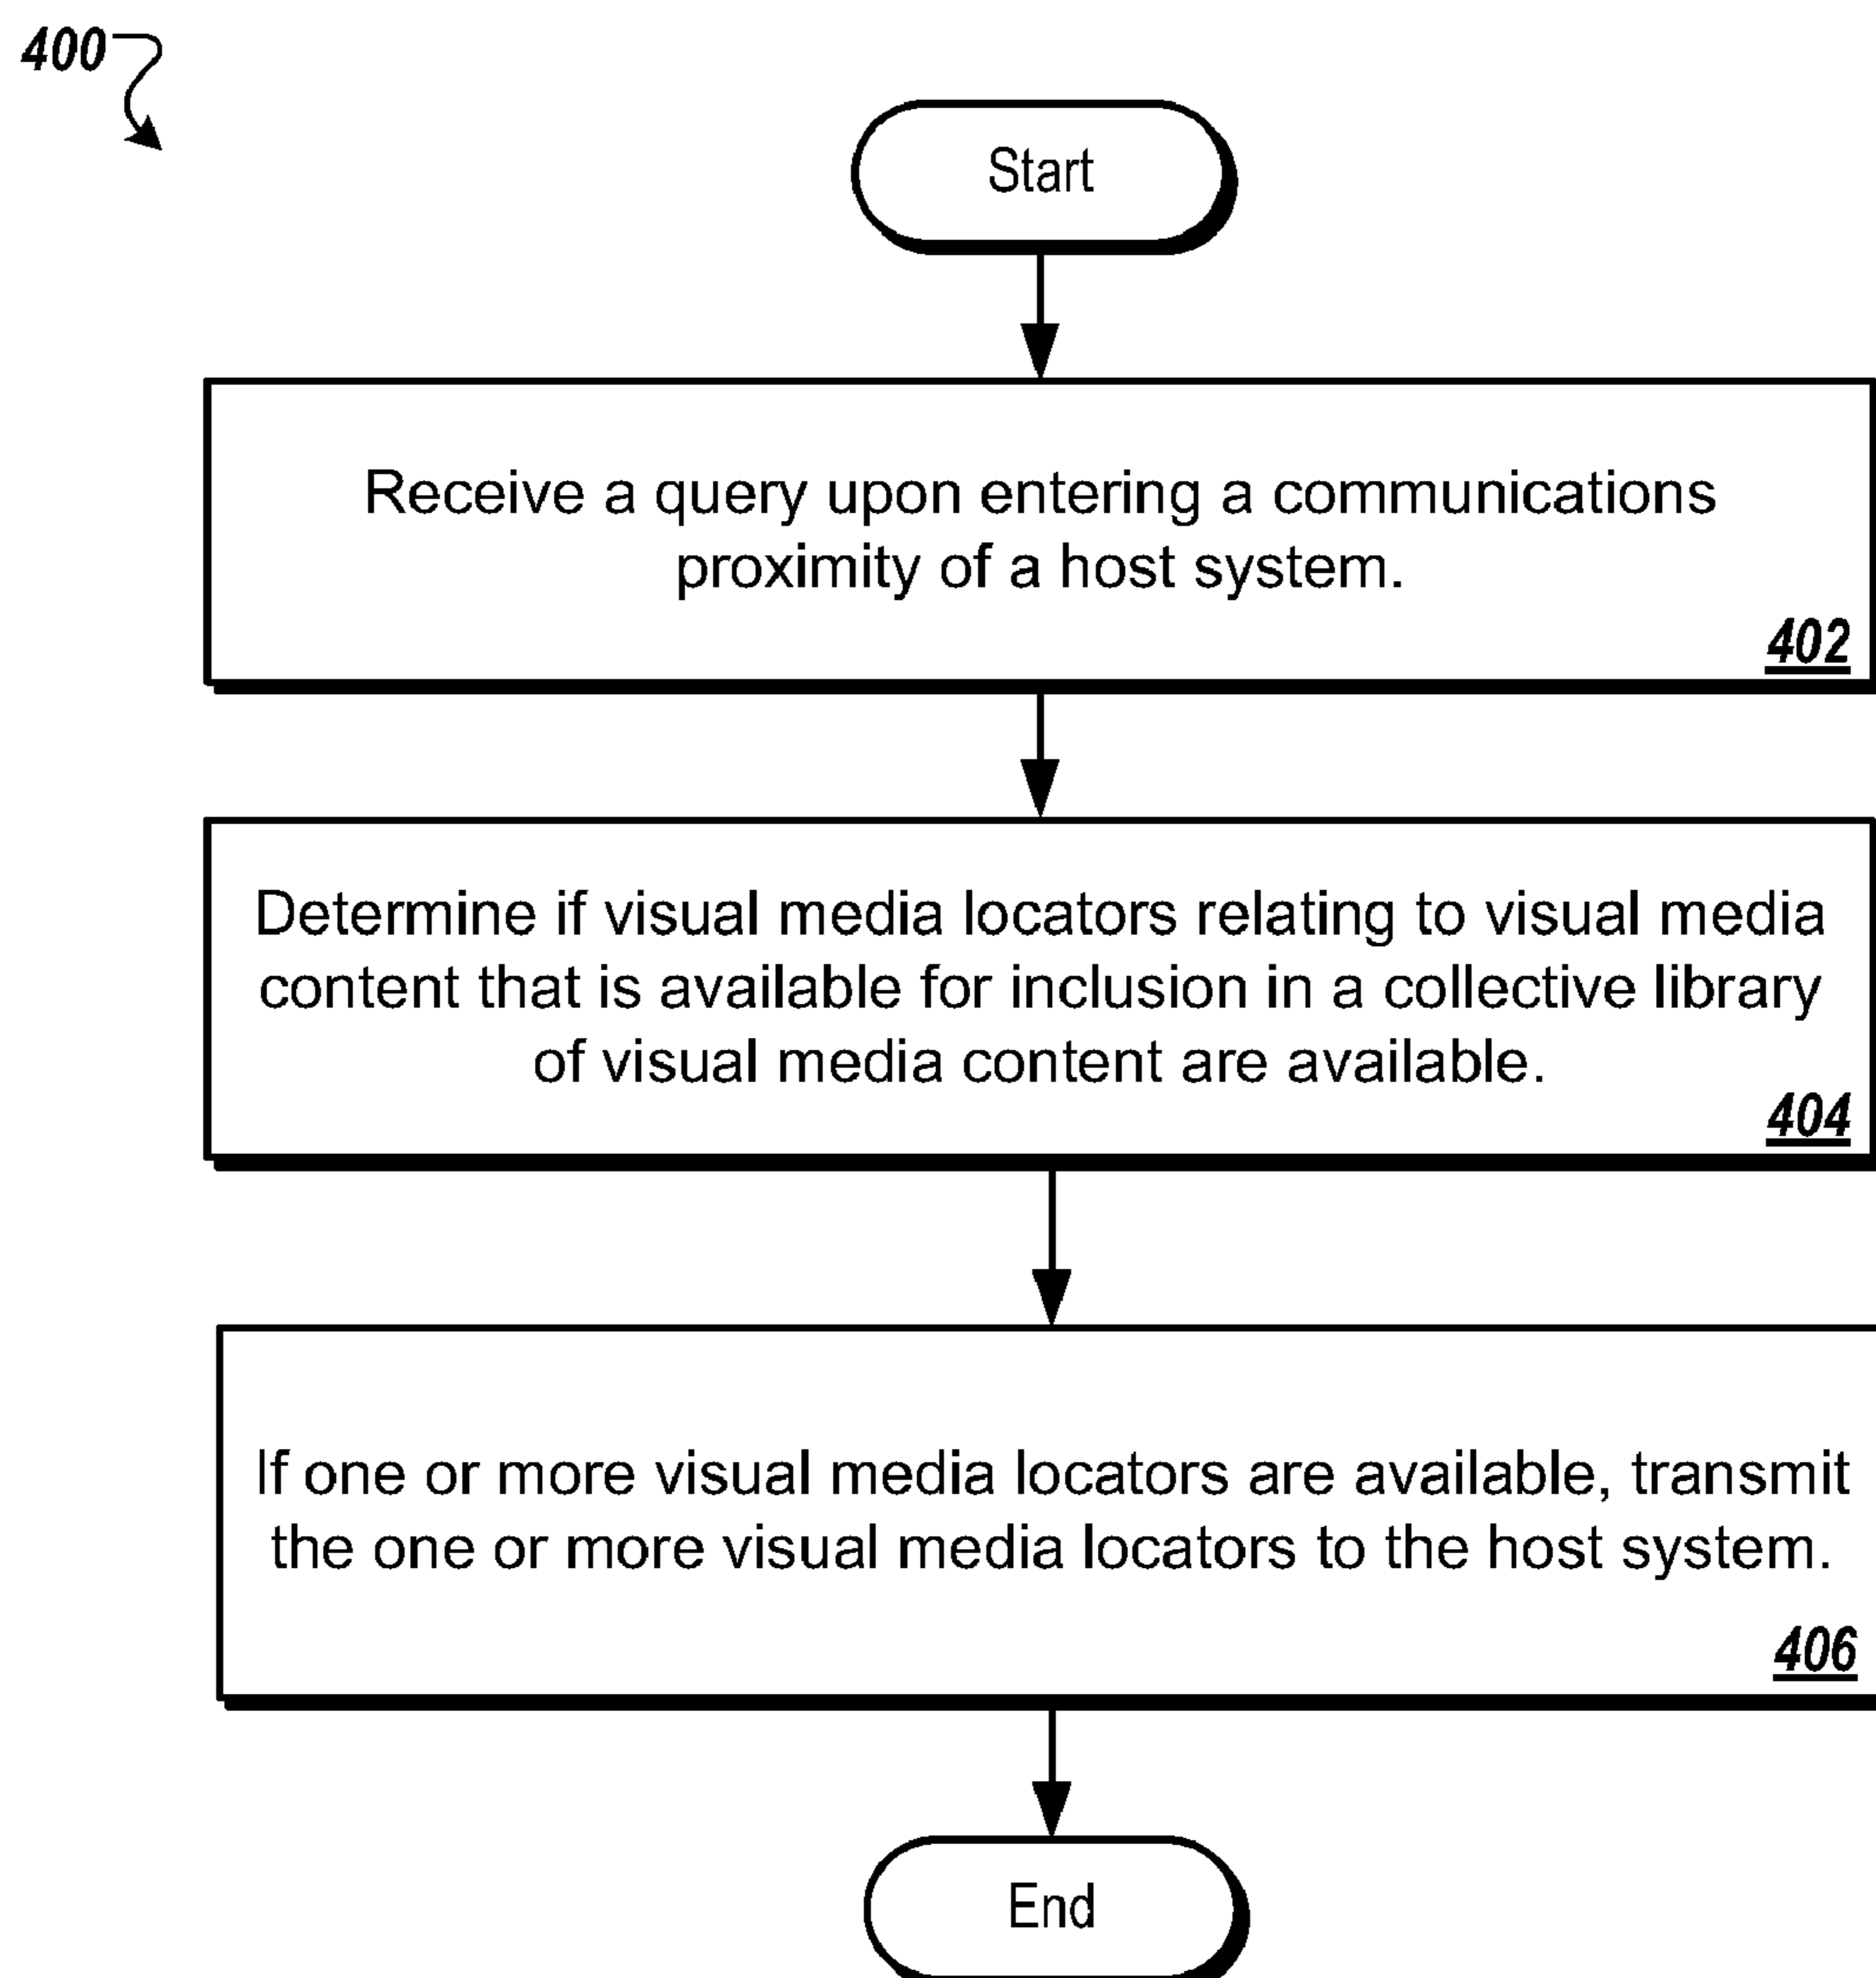 400
Start
Receive a query upon entering a communications
proximity of a host system.
402
Determine if visual media locators relating to visual media
content that is available for inclusion in a collective library
of visual media content are available.
404
If one or more visual media locators are available, transmit
the one or more visual media locators to the host system.
406
End